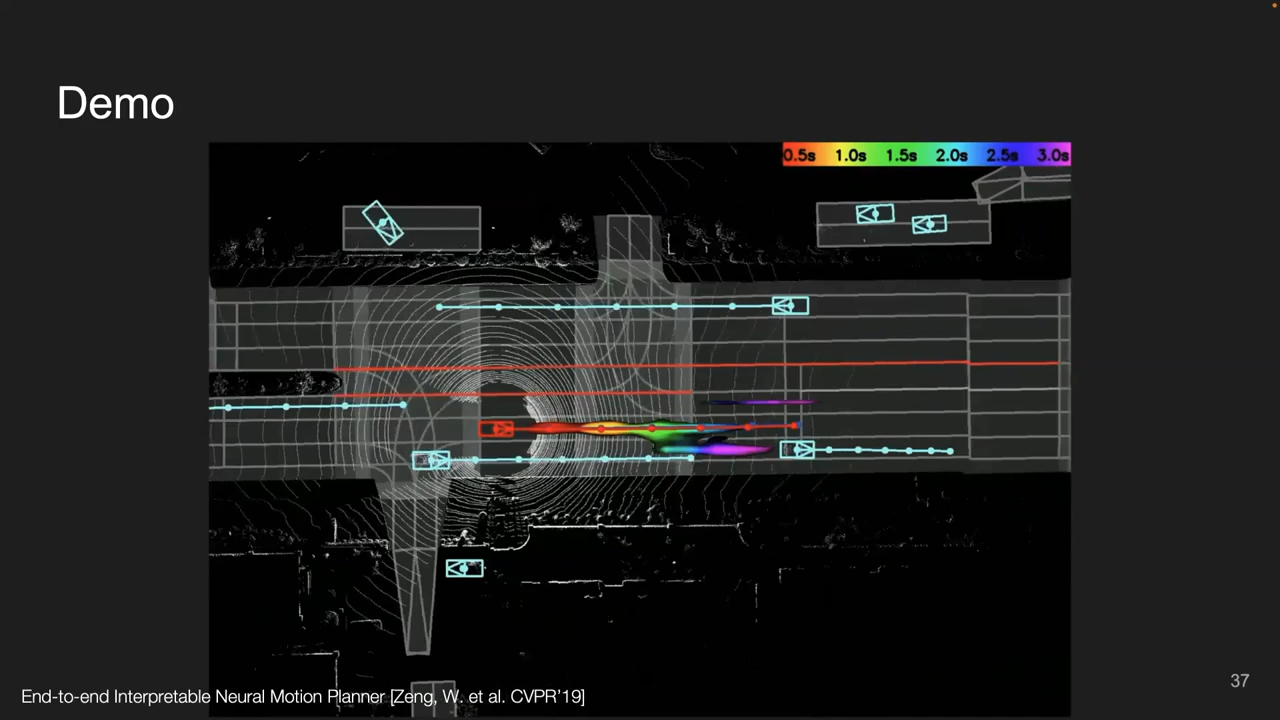 Demo
0.5s 1.0s 1.5s 2.0s 2.5s 3.0s
End-to-end Interpretable Neural Motion Planner [Zeng, W. et al. CVPR'19]
37